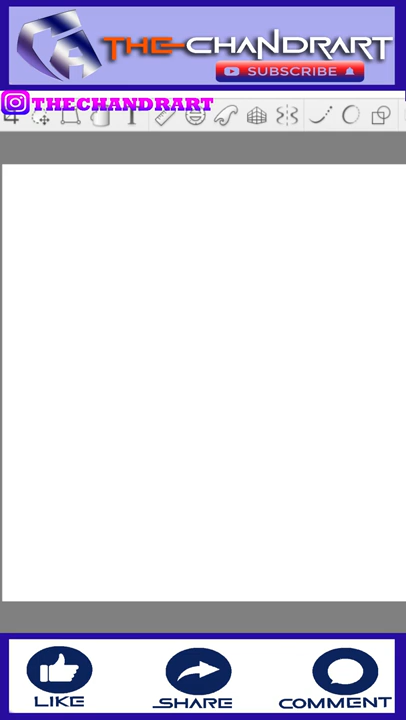 THE-CHANDRART
SUBSCRIBE
THECHANDRART
T
LIKE
SHARE
COMMENT